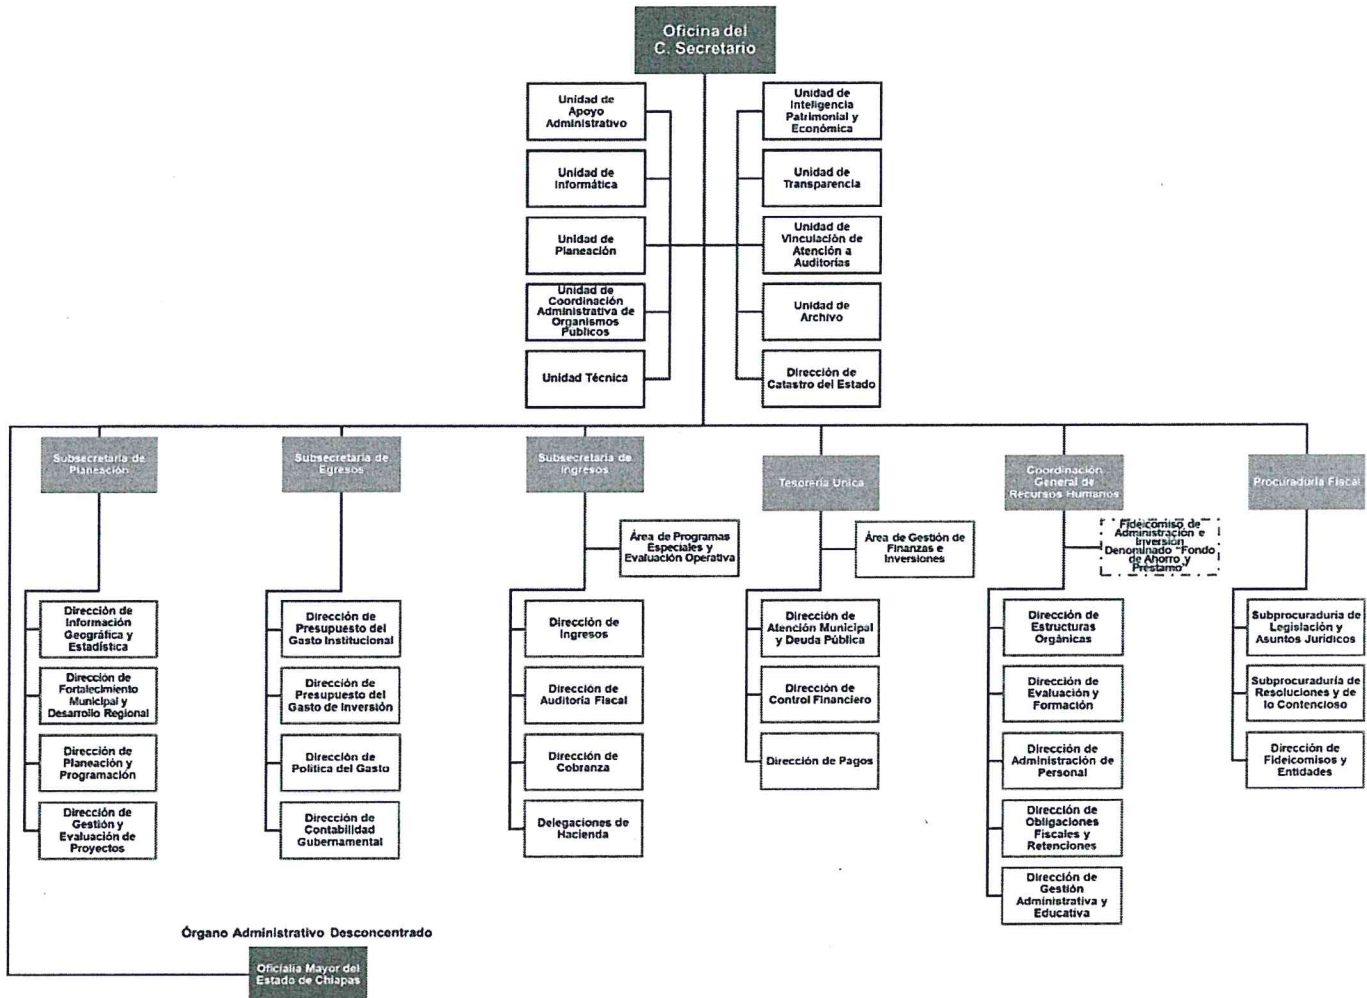 Oficina del
C. Secretario
Unidad de
Apoyo
Administrativo
Unidad de
Inteligencia
Patrimonial y
Económica
Unidad de
Informática
Unidad de
Transparencia
Unidad de
Planeación
Unidad de
Vinculación de
Atención a
Auditorías
Unidad de
Coordinación
Administrativa de
Organismos
Públicos
Unidad de
Archivo
Unidad Técnica
Dirección de
Catastro del Estado
Subsecretaría de
Planeación
Subsecretaría de
Egresos
Subsecretaría de
Ingresos
Tesorería Única
Coordinación
General de
Recursos Humanos
Procuraduría Fiscal
Área de Programas
Especiales y
Evaluación Operativa
Área de Gestión de
Finanzas e
Inversiones
Fideicomiso de
Administración e
Inversión
Denominado "Fondo
de Ahorro y
Préstamo"
Dirección de
Información
Geográfica y
Estadística
Dirección de
Fortalecimiento
Municipal y
Desarrollo Regional
Dirección de
Planeación y
Programación
Dirección de
Gestión y
Evaluación de
Proyectos
Dirección de
Presupuesto del
Gasto Institucional
Dirección de
Presupuesto del
Gasto de Inversión
Dirección de
Política del Gasto
Dirección de
Contabilidad
Gubernamental
Dirección de
Ingresos
Dirección de
Auditoría Fiscal
Dirección de
Cobranza
Delegaciones de
Hacienda
Dirección de
Atención Municipal
y Deuda Pública
Dirección de
Control Financiero
Dirección de Pagos
Dirección de
Estructuras
Orgánicas
Dirección de
Evaluación y
Formación
Dirección de
Administración de
Personal
Dirección de
Obligaciones
Fiscales y
Retenciones
Dirección de
Gestión
Administrativa y
Educativa
Subprocuraduría de
Legislación y
Asuntos Jurídicos
Subprocuraduría de
Resoluciones y de
lo Contencioso
Dirección de
Fideicomisos y
Entidades
Órgano Administrativo Desconcentrado
Oficialía Mayor del
Estado de Chiapas